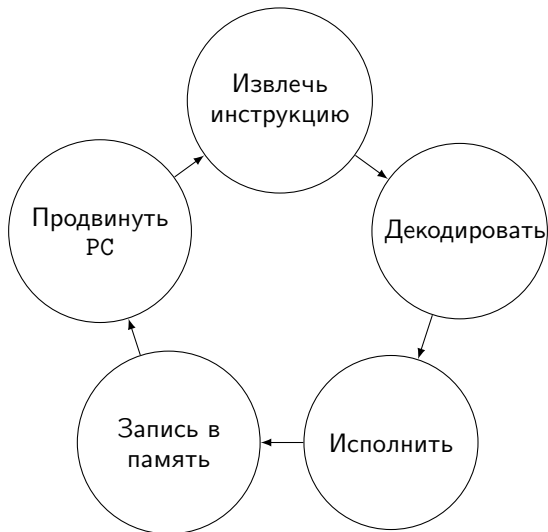 Извлечь
инструкцию
Декодировать
Исполнить
Запись в
память
Продвинуть
PC